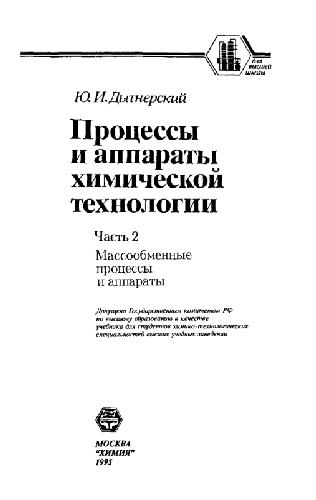 для
высшей
школы
Ю. И. Дытнерский
Процессы
и аппараты
химической
технологии
Часть 2
Массообменные
процессы
и аппараты
Допущено Государственным комитетом РФ
по высшему образованию в качестве
учебника для студентов химико-технологических
специальностей высших учебных заведений
МОСКВА
"ХИМИЯ"
1995